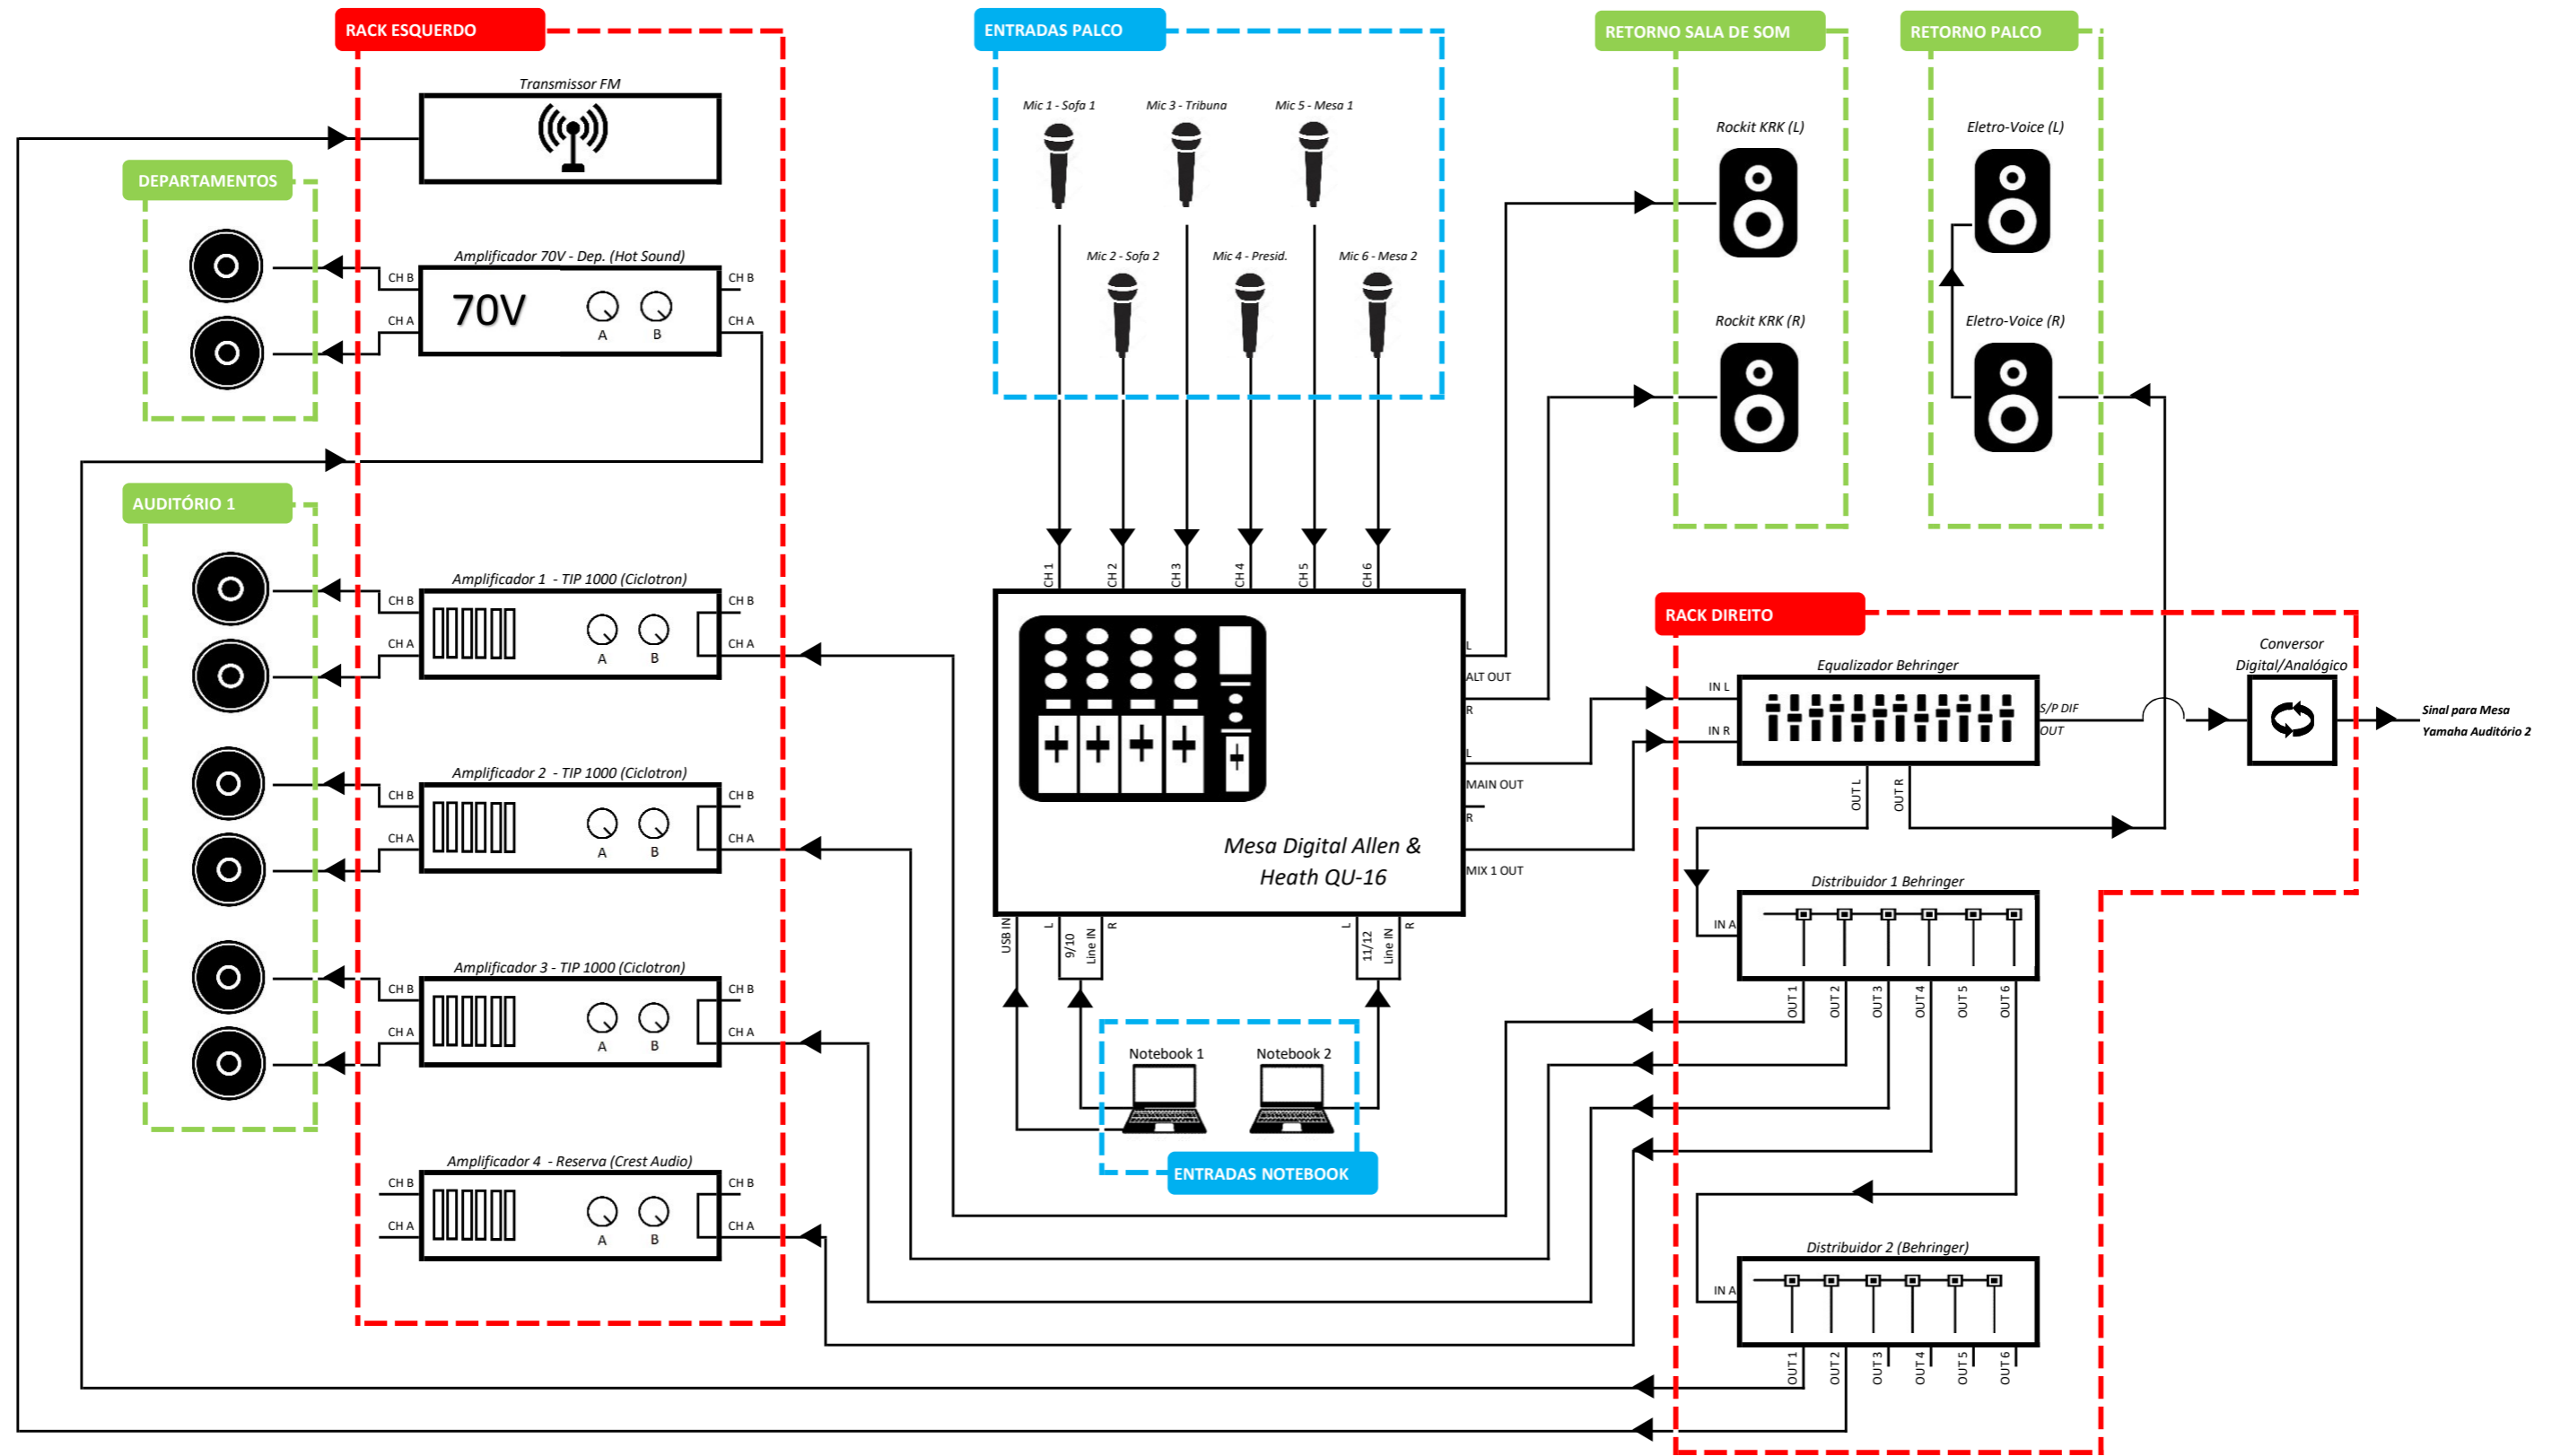 RACK ESQUERDO
Transmissor FM
DEPARTAMENTOS
Amplificador 70V - Dep. (Hot Sound)
CH B
CH A
70V
A
B
CH B
CH A
AUDITÓRIO 1
Amplificador 1 - TIP 1000 (Ciclotron)
CH B
CH A
A
B
CH B
CH A
Amplificador 2 - TIP 1000 (Ciclotron)
CH B
CH A
A
B
CH B
CH A
Amplificador 3 - TIP 1000 (Ciclotron)
CH B
CH A
A
B
CH B
CH A
Amplificador 4 - Reserva (Crest Audio)
CH B
CH A
A
B
CH B
CH A
ENTRADAS PALCO
Mic 1 - Sofa 1
Mic 3 - Tribuna
Mic 5 - Mesa 1
Mic 2 - Sofa 2
Mic 4 - Presid.
Mic 6 - Mesa 2
CH 1
CH 2
CH 3
CH 4
CH 5
CH 6
L
ALT OUT
R
L
MAIN OUT
R
MIX 1 OUT
Mesa Digital Allen &
Heath QU-16
USB IN
L
9/10
Line IN
R
L
11/12
Line IN
R
Notebook 1
Notebook 2
ENTRADAS NOTEBOOK
RETORNO SALA DE SOM
Rockit KRK (L)
Rockit KRK (R)
RETORNO PALCO
Eletro-Voice (L)
Eletro-Voice (R)
RACK DIREITO
Equalizador Behringer
IN L
IN R
S/P DIF
OUT
OUT L
OUT R
Conversor
Digital/Analógico
Sinal para Mesa
Yamaha Auditório 2
Distribuidor 1 Behringer
IN A
OUT 1
OUT 2
OUT 3
OUT 4
OUT 5
OUT 6
Distribuidor 2 (Behringer)
IN A
OUT 1
OUT 2
OUT 3
OUT 4
OUT 5
OUT 6